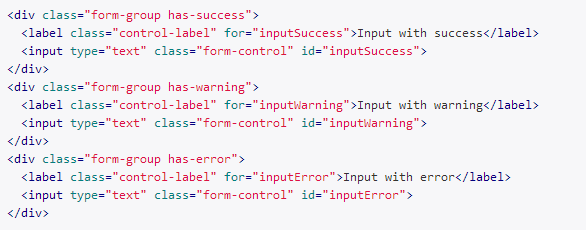 <div class="form-group has-success">
  <label class="control-label" for="inputSuccess">Input with success</label>
  <input type="text" class="form-control" id="inputSuccess">
</div>
<div class="form-group has-warning">
  <label class="control-label" for="inputWarning">Input with warning</label>
  <input type="text" class="form-control" id="inputWarning">
</div>
<div class="form-group has-error">
  <label class="control-label" for="inputError">Input with error</label>
  <input type="text" class="form-control" id="inputError">
</div>